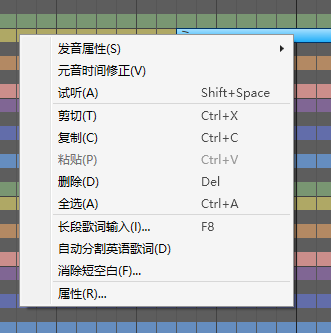 发音属性(S)
元音时间修正(V)
试听(A) Shift+Space
剪切(T) Ctrl+X
复制(C) Ctrl+C
粘贴(P) Ctrl+V
删除(D) Del
全选(A) Ctrl+A
长段歌词输入(I)... F8
自动分割英语歌词(D)
消除短空白(F)...
属性(R)...